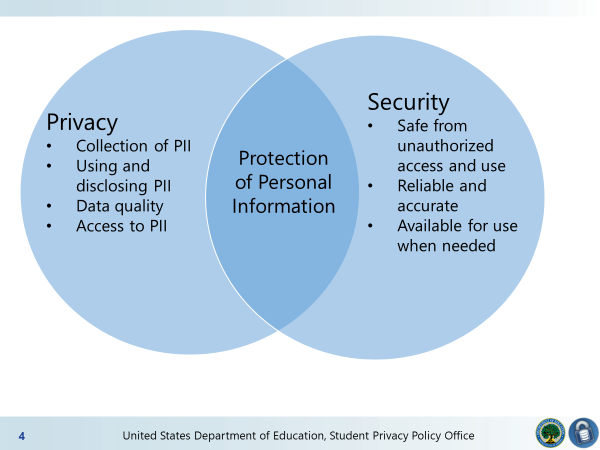 Privacy
• Collection of PII
• Using and
disclosing PII
• Data quality
• Access to PII
Protection
of Personal
Information
Security
• Safe from
unauthorized
access and use
• Reliable and
accurate
• Available for use
when needed
4
United States Department of Education, Student Privacy Policy Office